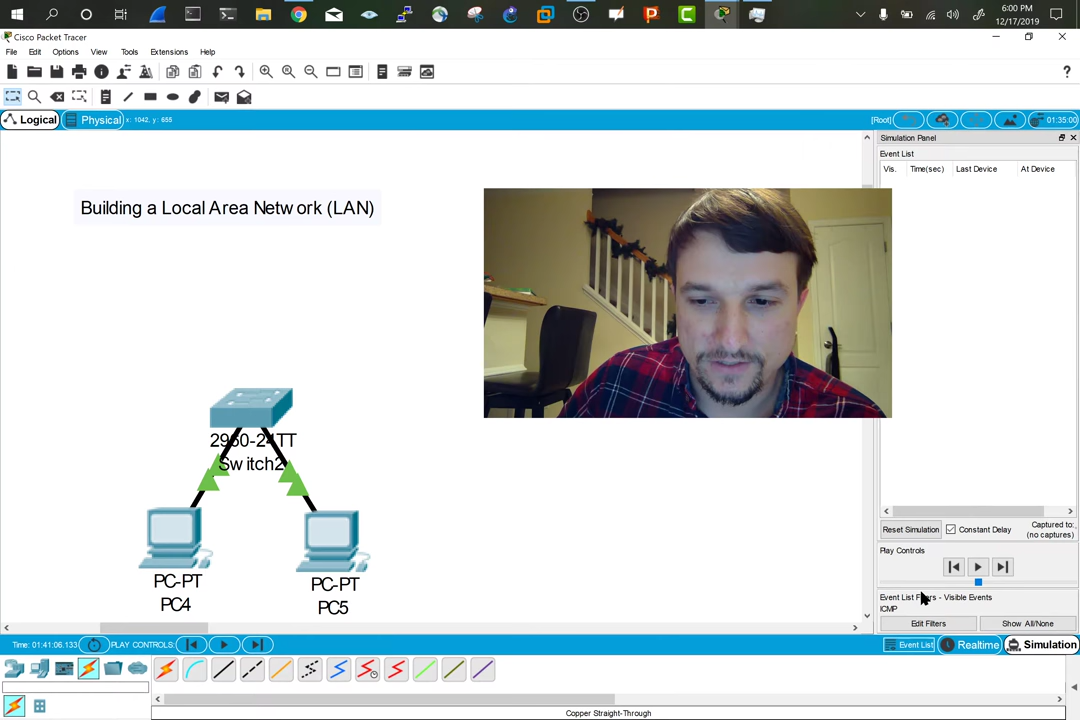 6:00 PM
12/17/2019
Cisco Packet Tracer
File Edit Options View Tools Extensions Help
?
Logical Physical x: 1042, y: 655
[Root] 01:35:00
Simulation Panel
Event List
Vis. Time(sec) Last Device At Device
Building a Local Area Network (LAN)
2960-24TT
Switch2
PC-PT
PC4
PC-PT
PC5
Reset Simulation Constant Delay Captured to:
(no captures)
Play Controls
Event List Filters - Visible Events
ICMP
Edit Filters Show All/None
Time: 01:41:06.133 PLAY CONTROLS: Event List Realtime Simulation
Copper Straight-Through